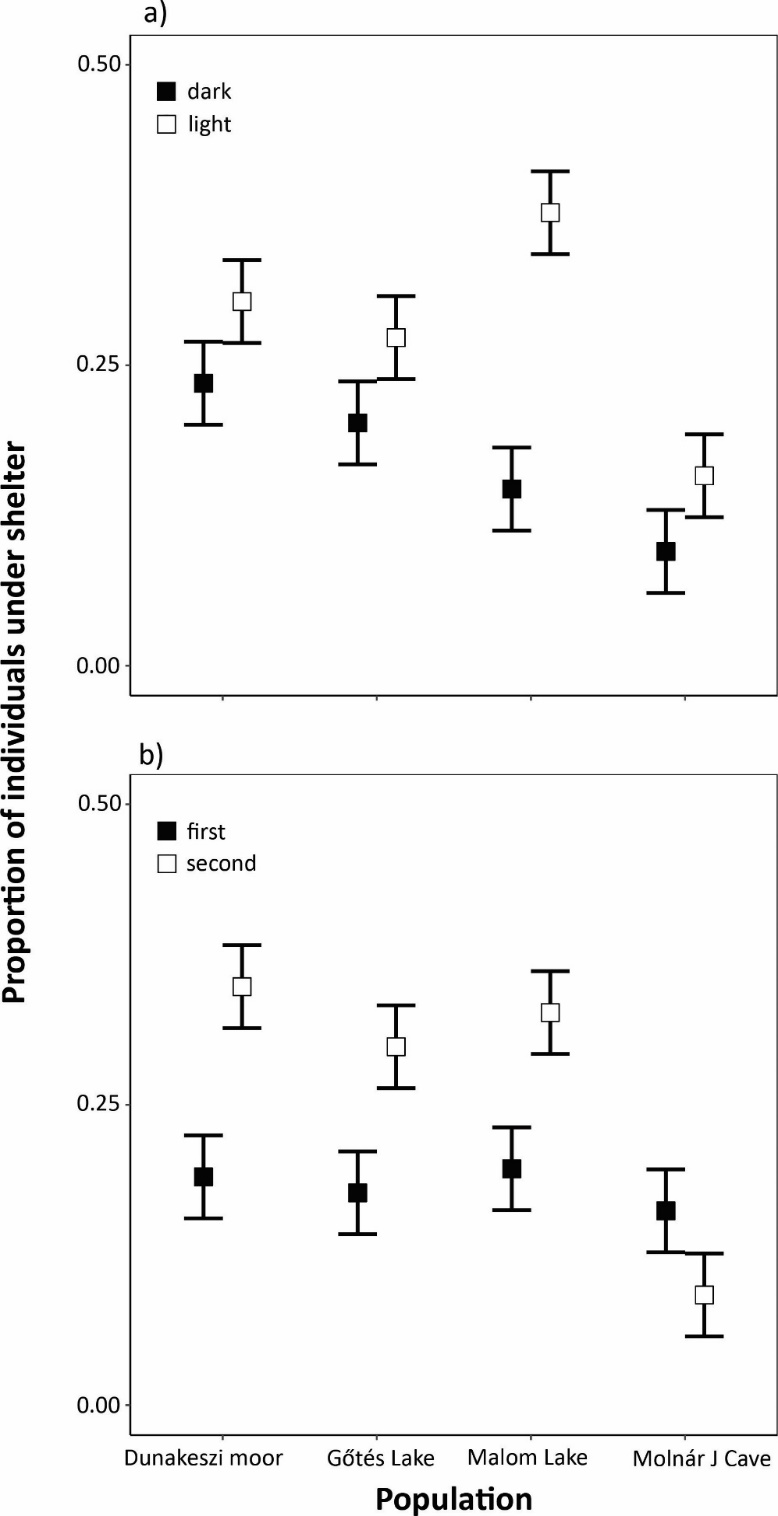 a)
0.50
dark
light
0.25
0.00
Proportion of individuals under shelter
b)
0.50
first
second
0.25
0.00
Dunakeszi moor Gőtés Lake Malom Lake Molnár J Cave
Population